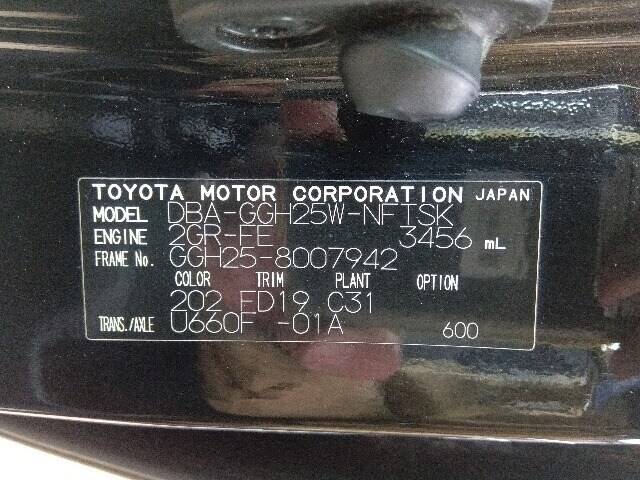 TOYOTA MOTOR CORPORATION JAPAN
MODEL DBA-GGH25W-NFTSK
ENGINE 2GR-FE 3456 mL
FRAME No. GGH25-8007942
COLOR TRIM PLANT OPTION
202 FD19 C31
TRANS./AXLE U660F -01A 600